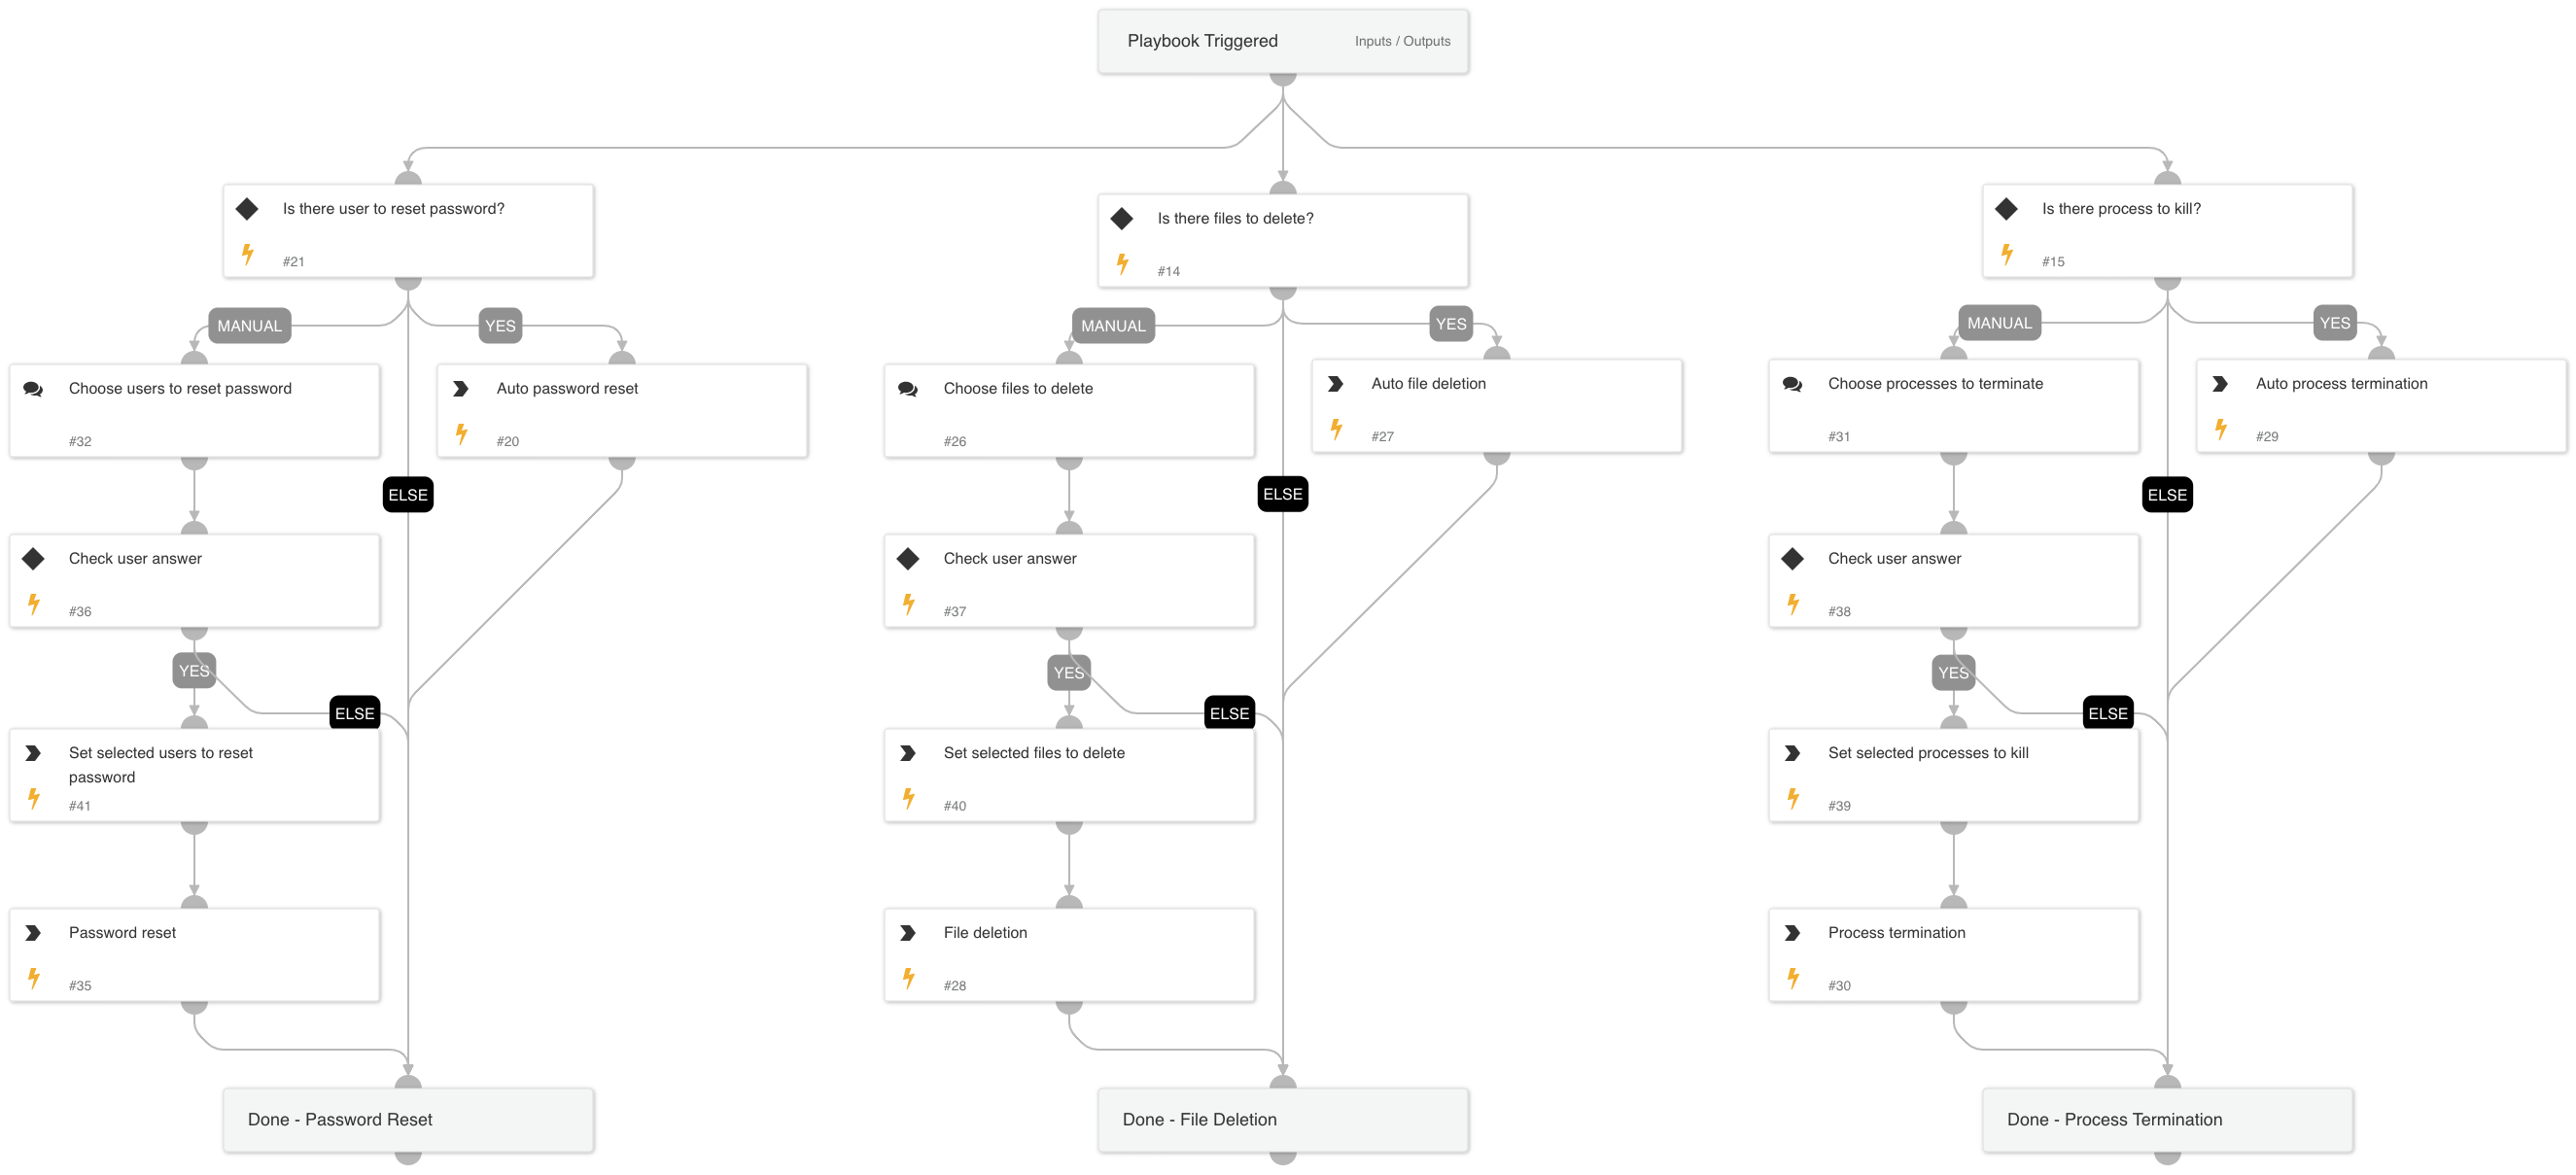 Playbook Triggered Inputs / Outputs
Is there user to reset password?
#21
Is there files to delete?
#14
Is there process to kill?
#15
MANUAL YES
MANUAL YES
MANUAL YES
Choose users to reset password
#32
Auto password reset
#20
Choose files to delete
#26
Auto file deletion
#27
Choose processes to terminate
#31
Auto process termination
#29
ELSE
ELSE
ELSE
Check user answer
#36
Check user answer
#37
Check user answer
#38
YES
ELSE
YES
ELSE
YES
ELSE
Set selected users to reset
password
#41
Set selected files to delete
#40
Set selected processes to kill
#39
Password reset
#35
File deletion
#28
Process termination
#30
Done - Password Reset
Done - File Deletion
Done - Process Termination